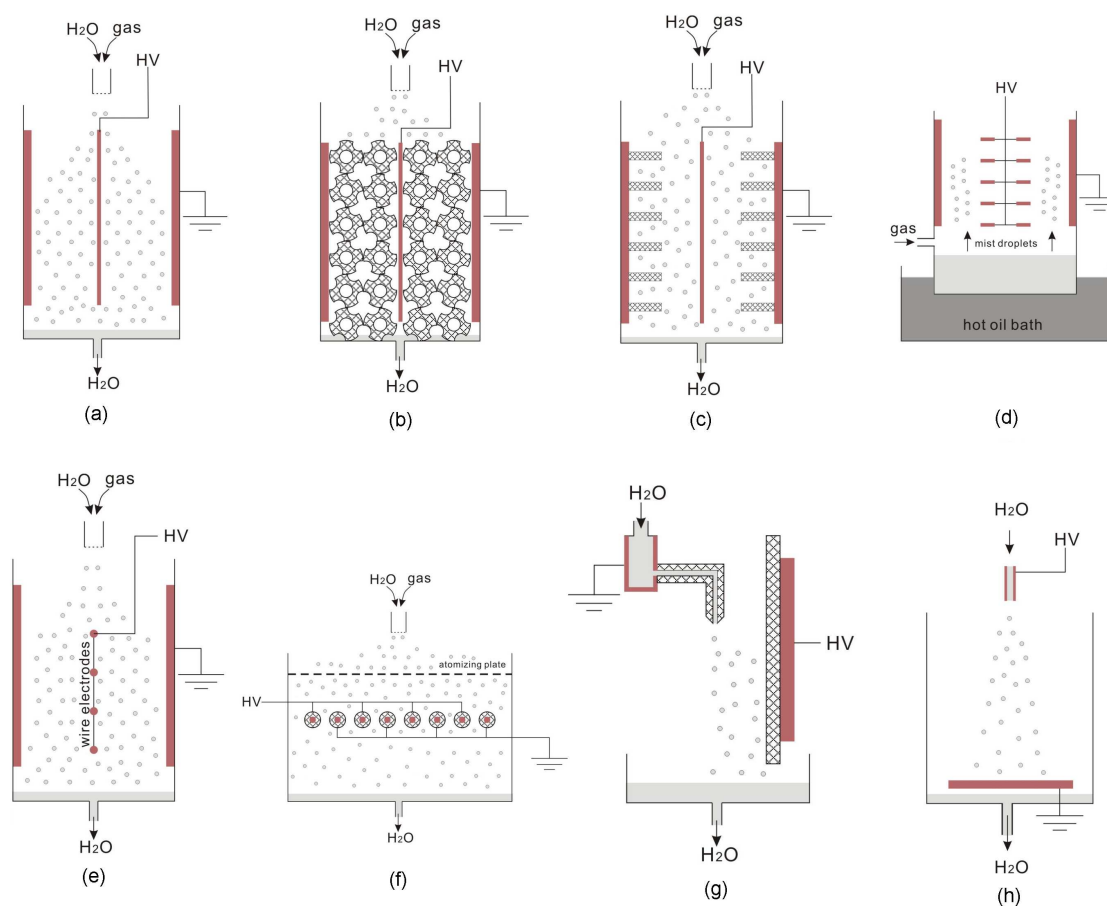 H2O gas
HV
H2O
(a)
H2O gas
HV
H2O
(b)
H2O gas
HV
H2O
(c)
HV
gas
mist droplets
hot oil bath
(d)
H2O gas
HV
wire electrodes
H2O
(e)
H2O gas
atomizing plate
HV
H2O
(f)
H2O
HV
H2O
(g)
H2O
HV
H2O
(h)